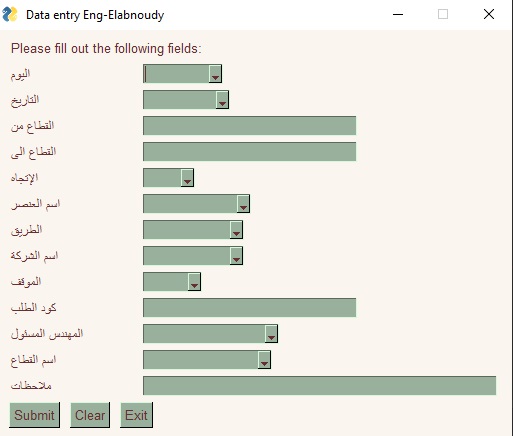 Data entry Eng-Elabnoudy
Please fill out the following fields:
اليوم
التاريخ
القطاع من
القطاع الى
الإتجاه
اسم العنصر
الطريق
اسم الشركة
الموقف
كود الطلب
المهندس المسئول
اسم القطاع
ملاحظات
Submit Clear Exit